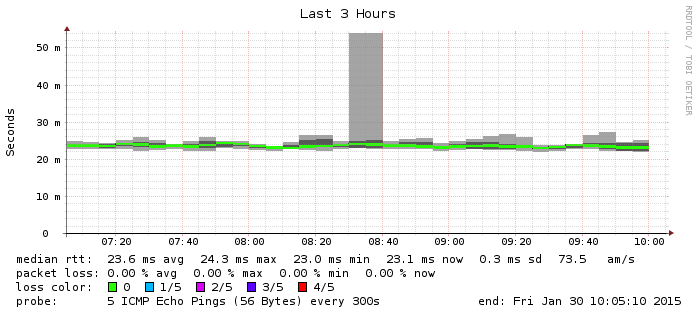 Last 3 Hours
RRDTOOL / TOBI OETIKER
Seconds
50 m
40 m
30 m
20 m
10 m
0
07:20 07:40 08:00 08:20 08:40 09:00 09:20 09:40 10:00
median rtt: 23.6 ms avg 24.3 ms max 23.0 ms min 23.1 ms now 0.3 ms sd 73.5 am/s
packet loss: 0.00 % avg 0.00 % max 0.00 % min 0.00 % now
loss color: 0 1/5 2/5 3/5 4/5
probe: 5 ICMP Echo Pings (56 Bytes) every 300s end: Fri Jan 30 10:05:10 2015